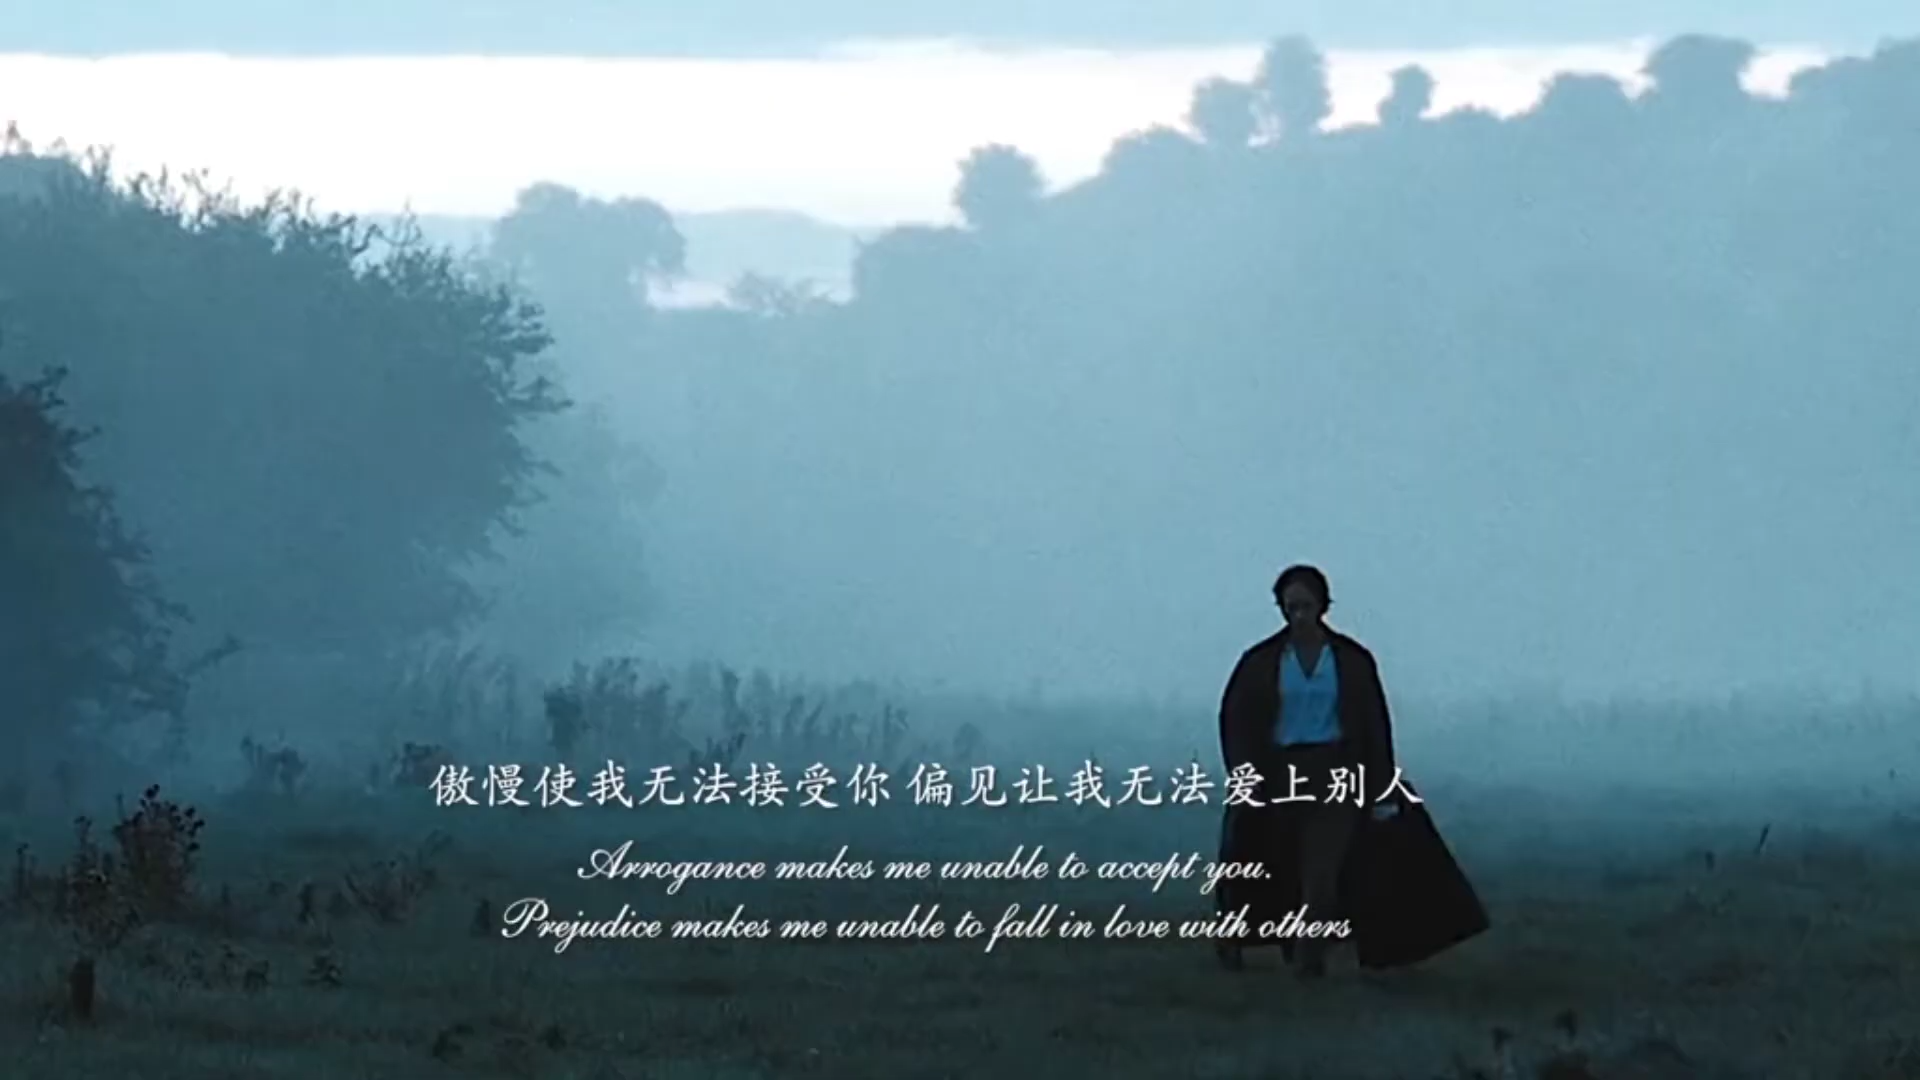 傲慢使我无法接受你 偏见让我无法爱上别人
Arrogance makes me unable to accept you.
Prejudice makes me unable to fall in love with others